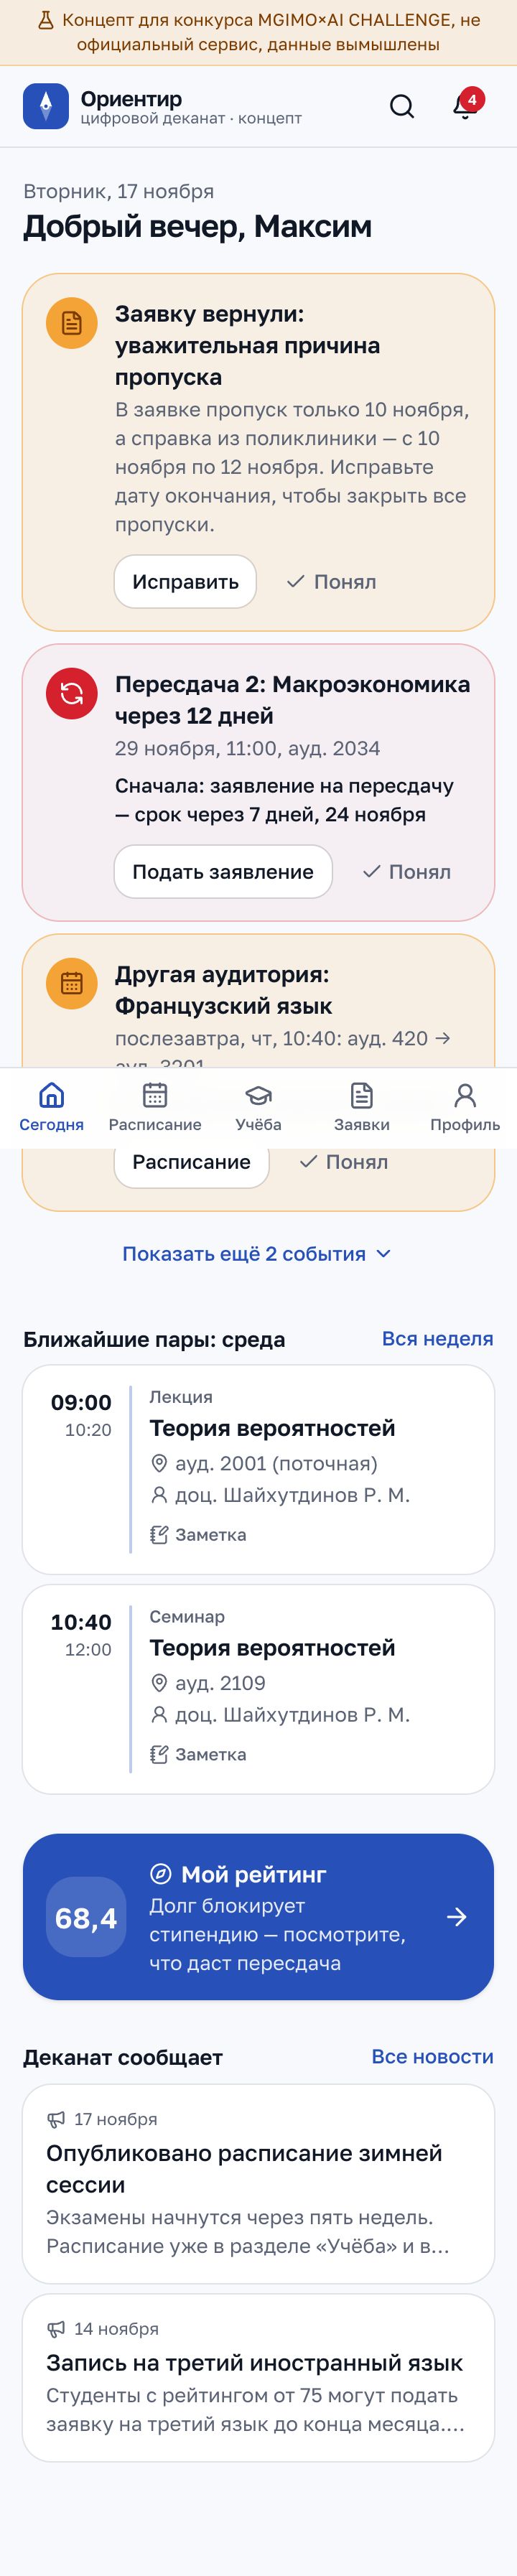 Концепт для конкурса MGIMO×AI CHALLENGE, не
официальный сервис, данные вымышлены
Ориентир
цифровой деканат · концепт
4
Вторник, 17 ноября
Добрый вечер, Максим
Заявку вернули:
уважительная причина
пропуска
В заявке пропуск только 10 ноября,
а справка из поликлиники — с 10
ноября по 12 ноября. Исправьте
дату окончания, чтобы закрыть все
пропуски.
Исправить
Понял
Пересдача 2: Макроэкономика
через 12 дней
29 ноября, 11:00, ауд. 2034
Сначала: заявление на пересдачу
— срок через 7 дней, 24 ноября
Подать заявление
Понял
Другая аудитория:
Французский язык
послезавтра, чт, 10:40: ауд. 420 →
Сегодня
Расписание
Учёба
Заявки
Профиль
Расписание
Понял
Показать ещё 2 события
Ближайшие пары: среда
Вся неделя
09:00
10:20
Лекция
Теория вероятностей
ауд. 2001 (поточная)
доц. Шайхутдинов Р. М.
Заметка
10:40
12:00
Семинар
Теория вероятностей
ауд. 2109
доц. Шайхутдинов Р. М.
Заметка
68,4
Мой рейтинг
Долг блокирует
стипендию — посмотрите,
что даст пересдача
Деканат сообщает
Все новости
17 ноября
Опубликовано расписание зимней
сессии
Экзамены начнутся через пять недель.
Расписание уже в разделе «Учёба» и в…
14 ноября
Запись на третий иностранный язык
Студенты с рейтингом от 75 могут подать
заявку на третий язык до конца месяца.…